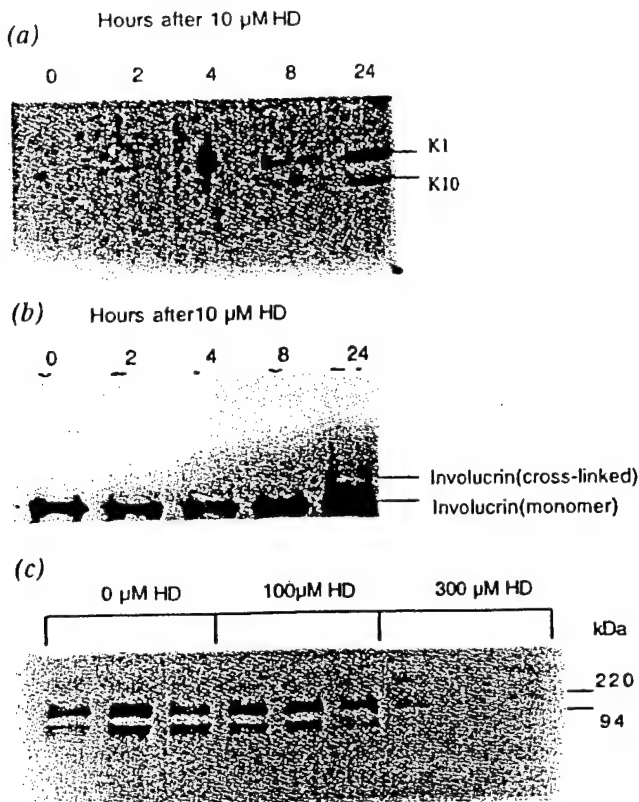 (a)
Hours after 10 µM HD
0 2 4 8 24
K1
K10
(b) Hours after10 µM HD
0 2 4 8 24
Involucrin(cross-linked)
Involucrin(monomer)
(c)
0 µM HD 100µM HD 300 µM HD
kDa
220
94